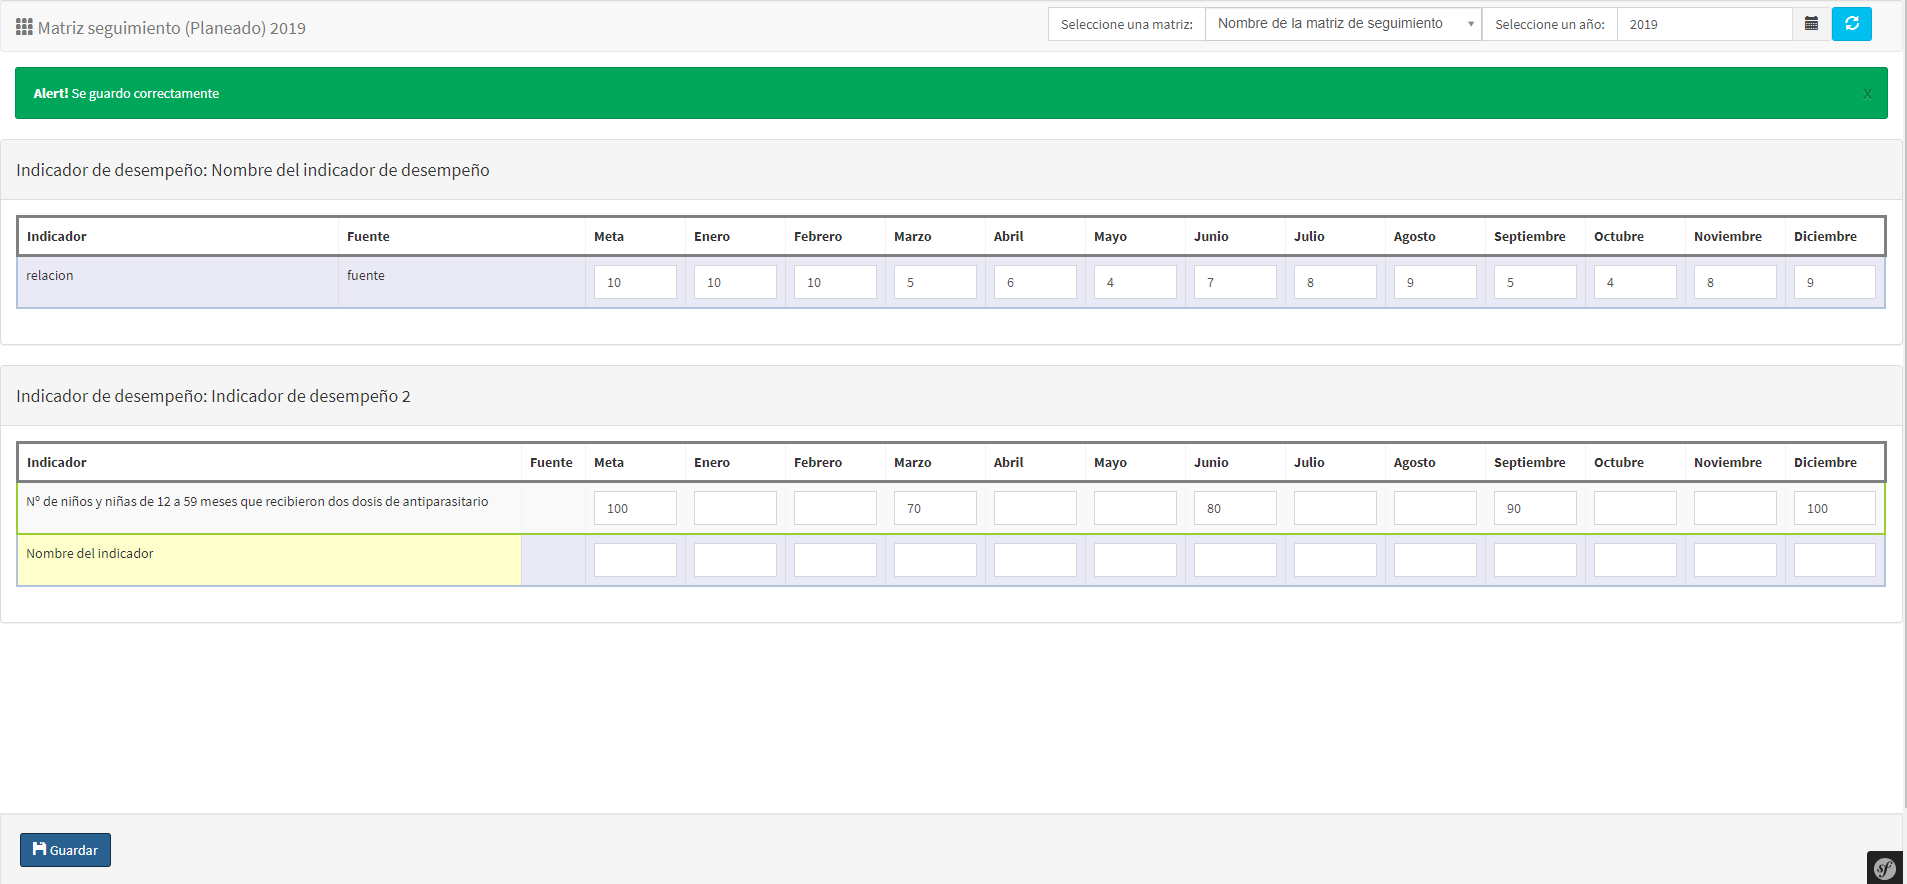 Matriz seguimiento (Planeado) 2019 Seleccione una matriz: Nombre de la matriz de seguimiento Seleccione un año: 2019
Alert! Se guardo correctamente x
Indicador de desempeño: Nombre del indicador de desempeño
Indicador Fuente Meta Enero Febrero Marzo Abril Mayo Junio Julio Agosto Septiembre Octubre Noviembre Diciembre
relacion fuente 10 10 10 5 6 4 7 8 9 5 4 8 9
Indicador de desempeño: Indicador de desempeño 2
Indicador Fuente Meta Enero Febrero Marzo Abril Mayo Junio Julio Agosto Septiembre Octubre Noviembre Diciembre
Nº de niños y niñas de 12 a 59 meses que recibieron dos dosis de antiparasitario 100 70 80 90 100
Nombre del indicador
Guardar
sf